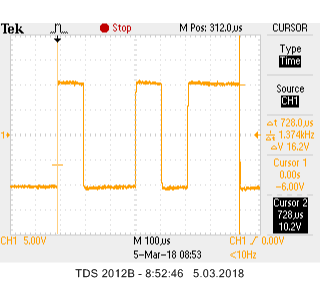 Tek
Stop
M Pos: 312.0µs
CURSOR
Type
Time
Source
CH1
Δt 728.0µs
1/Δt 1.374kHz
ΔV 16.2V
Cursor 1
0.00s
-6.00V
Cursor 2
728µs
10.2V
1
CH1 5.00V
M 100µs
CH1 / 0.00V
5-Mar-18 08:53
<10Hz
TDS 2012B - 8:52:46 5.03.2018